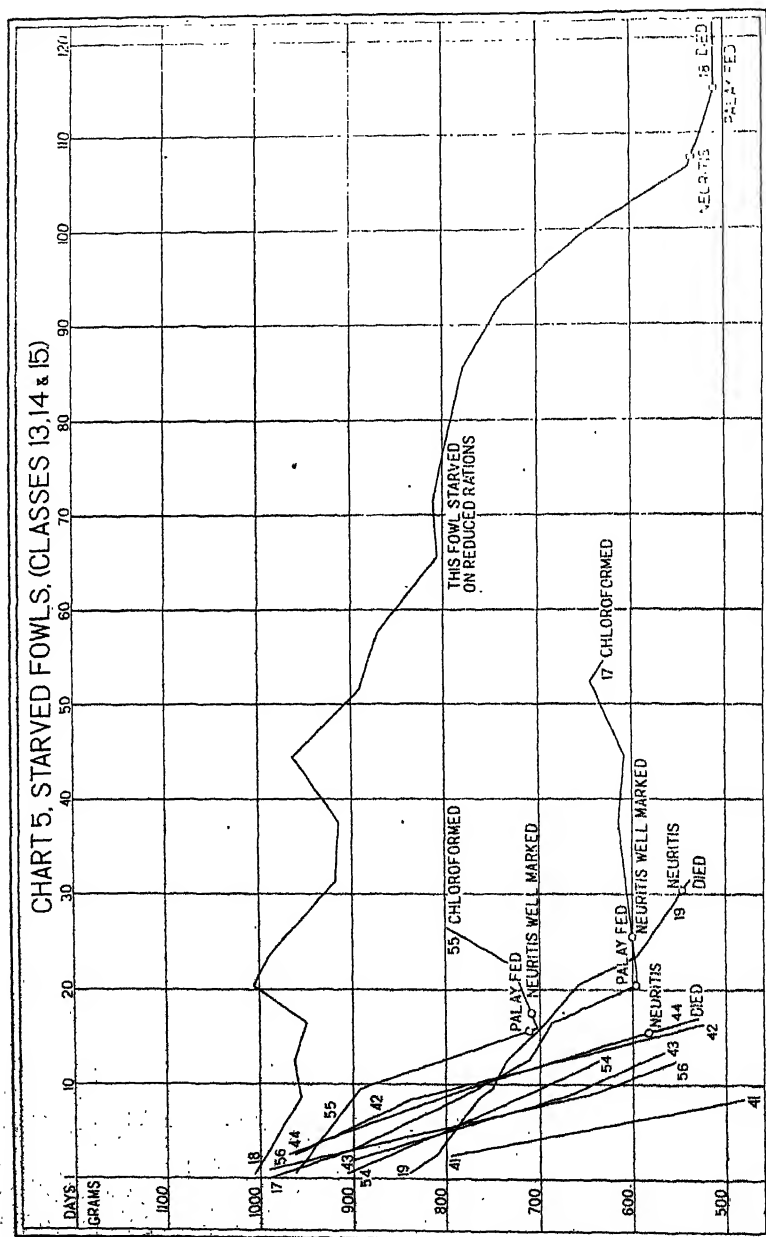 CHART 5, STARVED FOWLS, (CLASSES 13, 14 & 15)
DAYS 1 10 20 30 40 50 60 70 80 90 100 110 120
GRAMS
1100
1000
900
800
700
600
500
18
17
56
44
55
42
43
54
19
41
41
56
43
54
42
44
DIED
NEURITIS
PALAY FED
NEURITIS WELL MARKED
55 CHLOROFORMED
PALAY FED
NEURITIS WELL MARKED
19 NEURITIS
DIED
17 CHLOROFORMED
THIS FOWL STARVED
ON REDUCED RATIONS
NEURITIS
18 DIED
PALAY FED